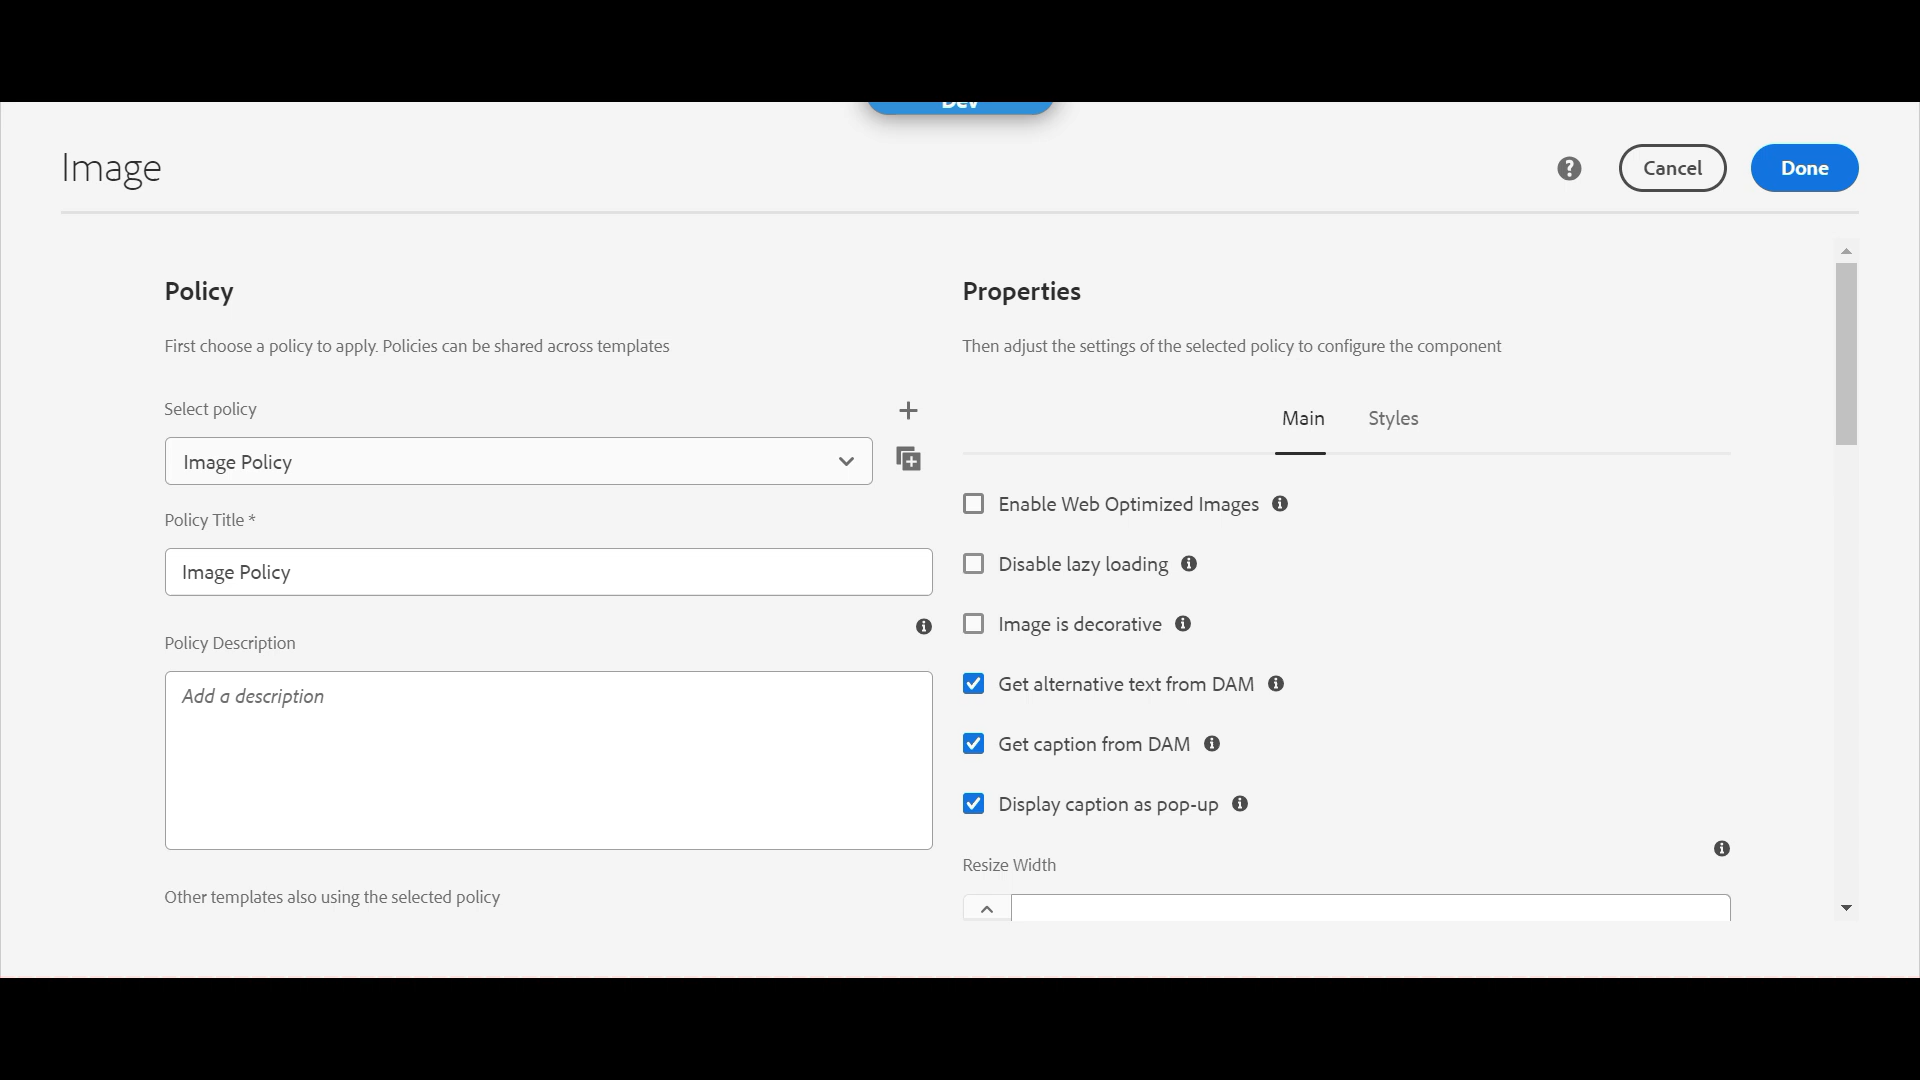 Dev
Image
Cancel
Done
Policy
First choose a policy to apply. Policies can be shared across templates
Select policy
Image Policy
Policy Title *
Image Policy
Policy Description
Add a description
Other templates also using the selected policy
Properties
Then adjust the settings of the selected policy to configure the component
Main Styles
Enable Web Optimized Images
Disable lazy loading
Image is decorative
Get alternative text from DAM
Get caption from DAM
Display caption as pop-up
Resize Width